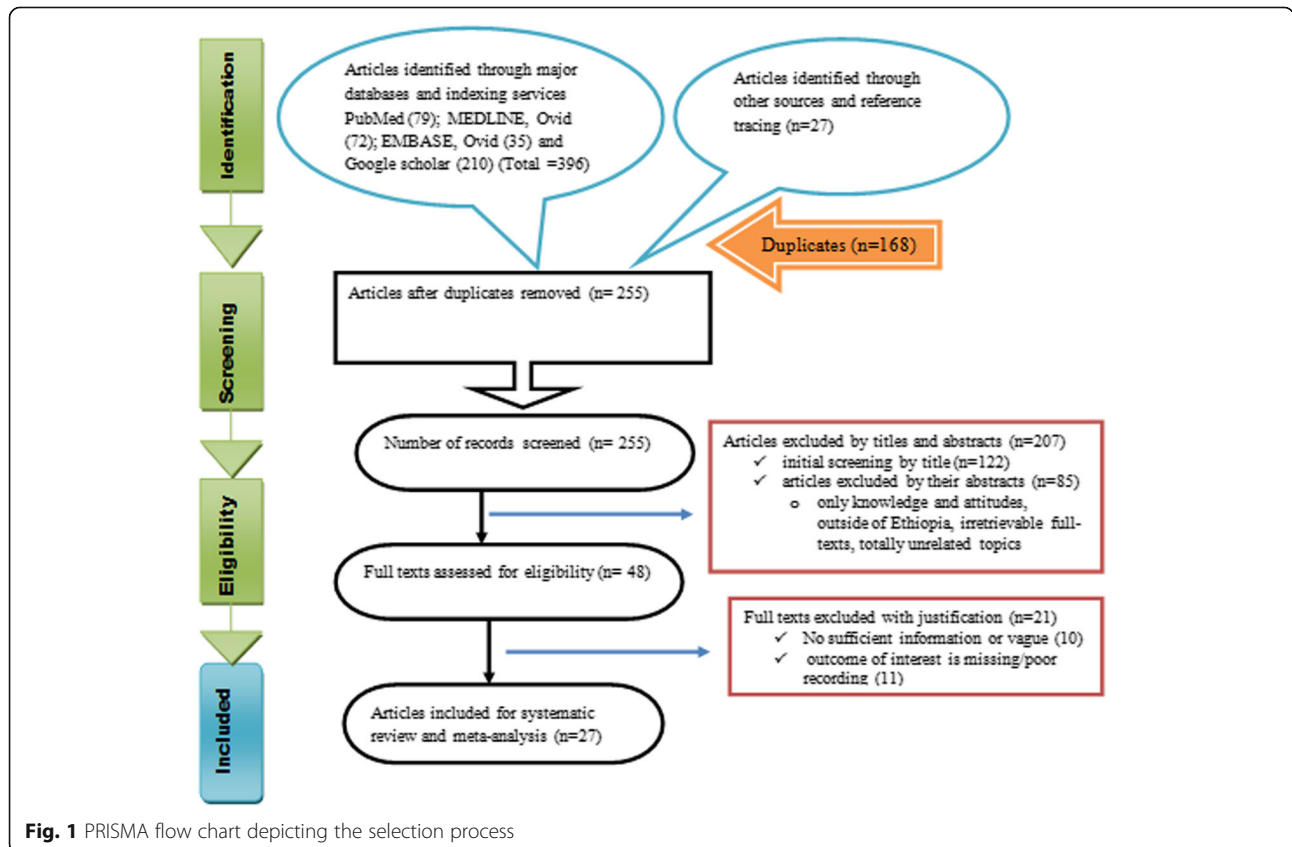 Identification
Articles identified through major
databases and indexing services
PubMed (79); MEDLINE, Ovid
(72); EMBASE, Ovid (35) and
Google scholar (210) (Total =396)
Articles identified through
other sources and reference
tracing (n=27)
Duplicates (n=168)
Screening
Articles after duplicates removed (n= 255)
Number of records screened (n= 255)
Articles excluded by titles and abstracts (n=207)
✓ initial screening by title (n=122)
✓ articles excluded by their abstracts (n=85)
o only knowledge and attitudes,
outside of Ethiopia, irretrievable full-
texts, totally unrelated topics
Eligibility
Full texts assessed for eligibility (n= 48)
Full texts excluded with justification (n=21)
✓ No sufficient information or vague (10)
✓ outcome of interest is missing/poor
recording (11)
Included
Articles included for systematic
review and meta-analysis (n=27)
Fig. 1 PRISMA flow chart depicting the selection process